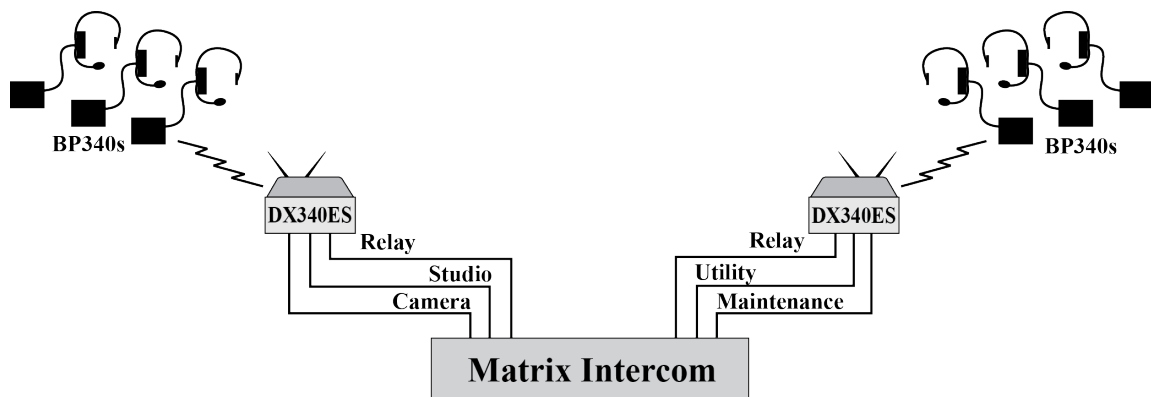 BP340s
BP340s
DX340ES
DX340ES
Relay
Relay
Studio
Utility
Camera
Maintenance
Matrix Intercom